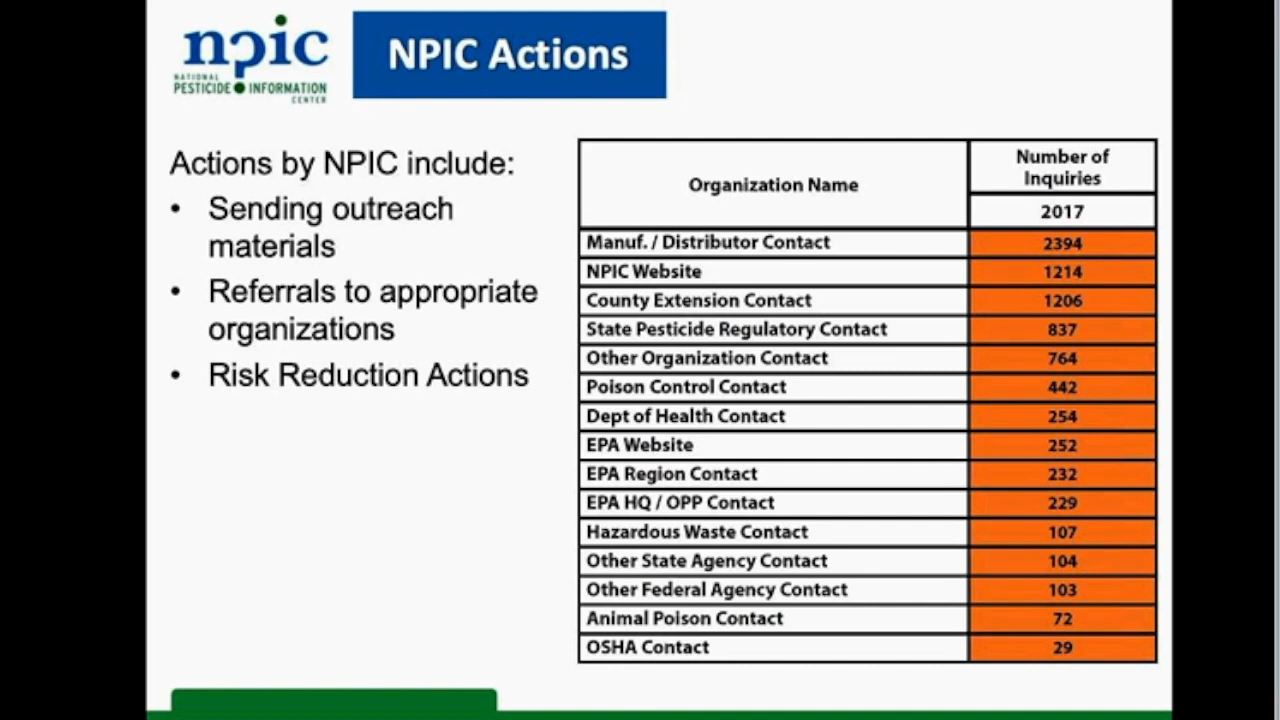 npic
NATIONAL
PESTICIDE INFORMATION
CENTER
NPIC Actions
Actions by NPIC include:
• Sending outreach
materials
• Referrals to appropriate
organizations
• Risk Reduction Actions
Organization Name
Number of
Inquiries
2017
Manuf. / Distributor Contact 2394
NPIC Website 1214
County Extension Contact 1206
State Pesticide Regulatory Contact 837
Other Organization Contact 764
Poison Control Contact 442
Dept of Health Contact 254
EPA Website 252
EPA Region Contact 232
EPA HQ / OPP Contact 229
Hazardous Waste Contact 107
Other State Agency Contact 104
Other Federal Agency Contact 103
Animal Poison Contact 72
OSHA Contact 29